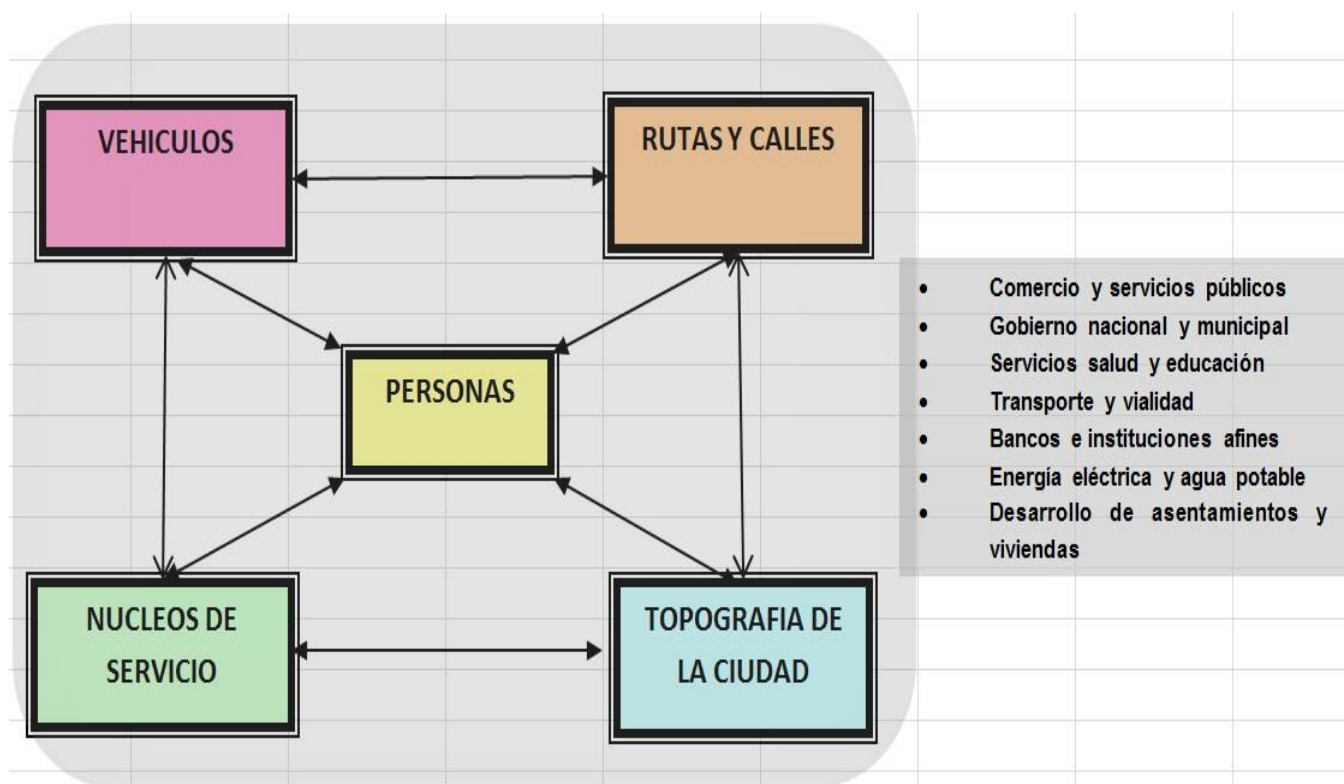 VEHICULOS
RUTAS Y CALLES
PERSONAS
NUCLEOS DE
SERVICIO
TOPOGRAFIA DE
LA CIUDAD
• Comercio y servicios públicos
• Gobierno nacional y municipal
• Servicios salud y educación
• Transporte y vialidad
• Bancos e instituciones afines
• Energía eléctrica y agua potable
• Desarrollo de asentamientos y
viviendas